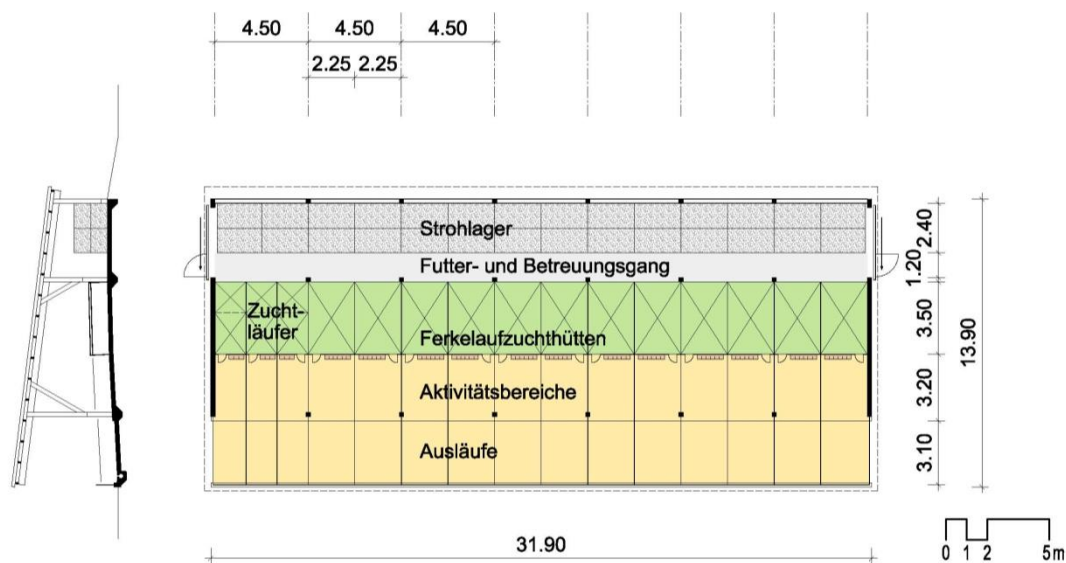 4.50 4.50 4.50
2.25 2.25
Strohlager
Futter- und Betreuungsgang
Zucht-
läufer
Ferkelaufzuchthütten
Aktivitätsbereiche
Ausläufe
2.40
1.20
3.50
3.20
3.10
13.90
31.90
0 1 2 5m